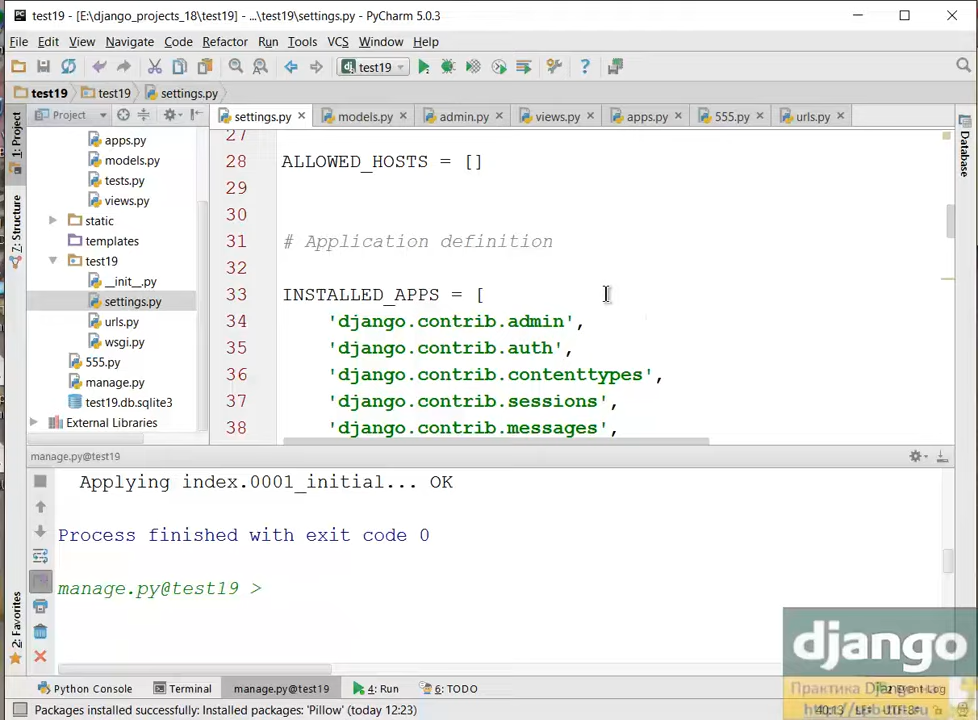 test19 - [E:\django_projects_18\test19] - ...\test19\settings.py - PyCharm 5.0.3
File Edit View Navigate Code Refactor Run Tools VCS Window Help
test19
test19 test19 settings.py
Project settings.py models.py admin.py views.py apps.py 555.py urls.py
1: Project
7: Structure
2: Favorites
Database
apps.py
models.py
tests.py
views.py
static
templates
test19
__init__.py
settings.py
urls.py
wsgi.py
555.py
manage.py
test19.db.sqlite3
External Libraries
27
28 ALLOWED_HOSTS = []
29
30
31 # Application definition
32
33 INSTALLED_APPS = [
34 'django.contrib.admin',
35 'django.contrib.auth',
36 'django.contrib.contenttypes',
37 'django.contrib.sessions',
38 'django.contrib.messages',
manage.py@test19
Applying index.0001_initial... OK
Process finished with exit code 0
manage.py@test19 >
django
Практика Django
Event Log
Python Console Terminal manage.py@test19 4: Run 6: TODO
Packages installed successfully: Installed packages: 'Pillow' (today 12:23)
40:13